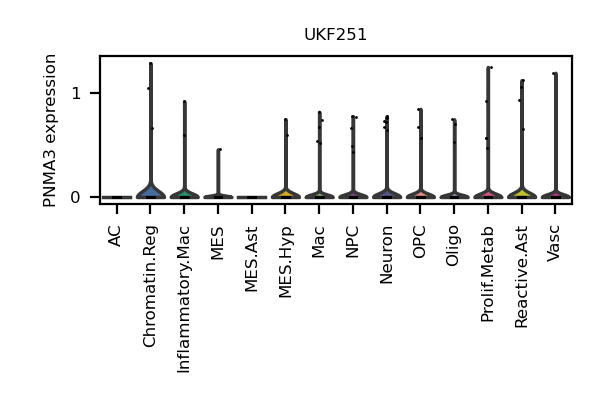 UKF251
PNMA3 expression
1
0
AC
Chromatin.Reg
Inflammatory.Mac
MES
MES.Ast
MES.Hyp
Mac
NPC
Neuron
OPC
Oligo
Prolif.Metab
Reactive.Ast
Vasc